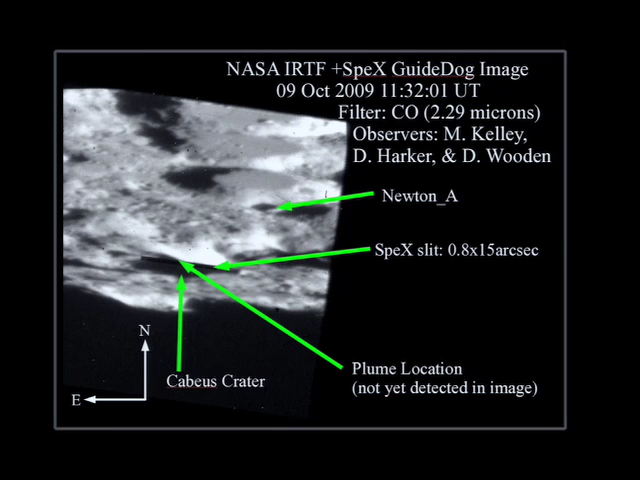 NASA IRTF +SpeX GuideDog Image
09 Oct 2009 11:32:01 UT
Filter: CO (2.29 microns)
Observers: M. Kelley,
D. Harker, & D. Wooden
Newton_A
SpeX slit: 0.8x15arcsec
N
Plume Location
(not yet detected in image)
Cabeus Crater
E